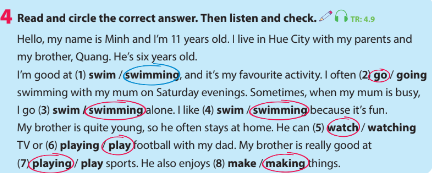 4 Read and circle the correct answer. Then listen and check. TR: 4.9
Hello, my name is Minh and I'm 11 years old. I live in Hue City with my parents and
my brother, Quang. He's six years old.
I'm good at (1) swim / swimming, and it's my favourite activity. I often (2) go / going
swimming with my mum on Saturday evenings. Sometimes, when my mum is busy,
I go (3) swim / swimming alone. I like (4) swim / swimming because it's fun.
My brother is quite young, so he often stays at home. He can (5) watch / watching
TV or (6) playing / play football with my dad. My brother is really good at
(7) playing / play sports. He also enjoys (8) make / making things.